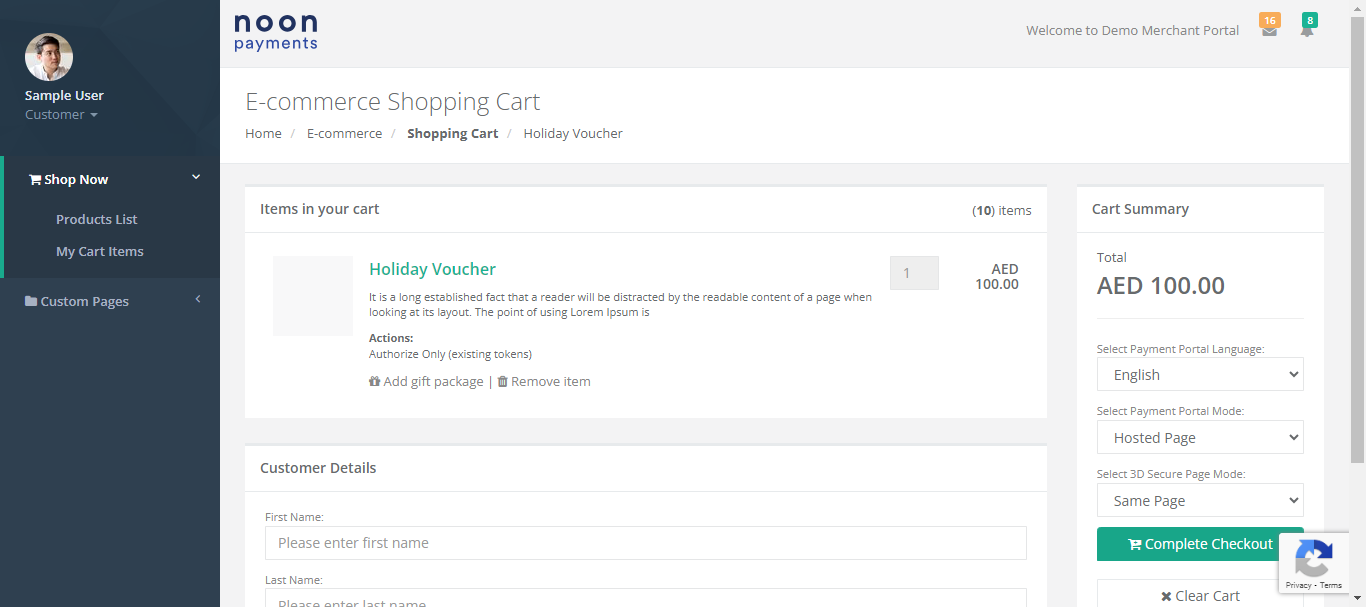 noon
payments
Welcome to Demo Merchant Portal
16
8
Sample User
Customer
Shop Now
Products List
My Cart Items
Custom Pages
E-commerce Shopping Cart
Home / E-commerce / Shopping Cart / Holiday Voucher
Items in your cart
(10) items
Holiday Voucher
1
AED
100.00
It is a long established fact that a reader will be distracted by the readable content of a page when
looking at its layout. The point of using Lorem Ipsum is
Actions:
Authorize Only (existing tokens)
Add gift package | Remove item
Customer Details
First Name:
Please enter first name
Last Name:
Please enter last name
Cart Summary
Total
AED 100.00
Select Payment Portal Language:
English
Select Payment Portal Mode:
Hosted Page
Select 3D Secure Page Mode:
Same Page
Complete Checkout
Privacy - Terms
Clear Cart